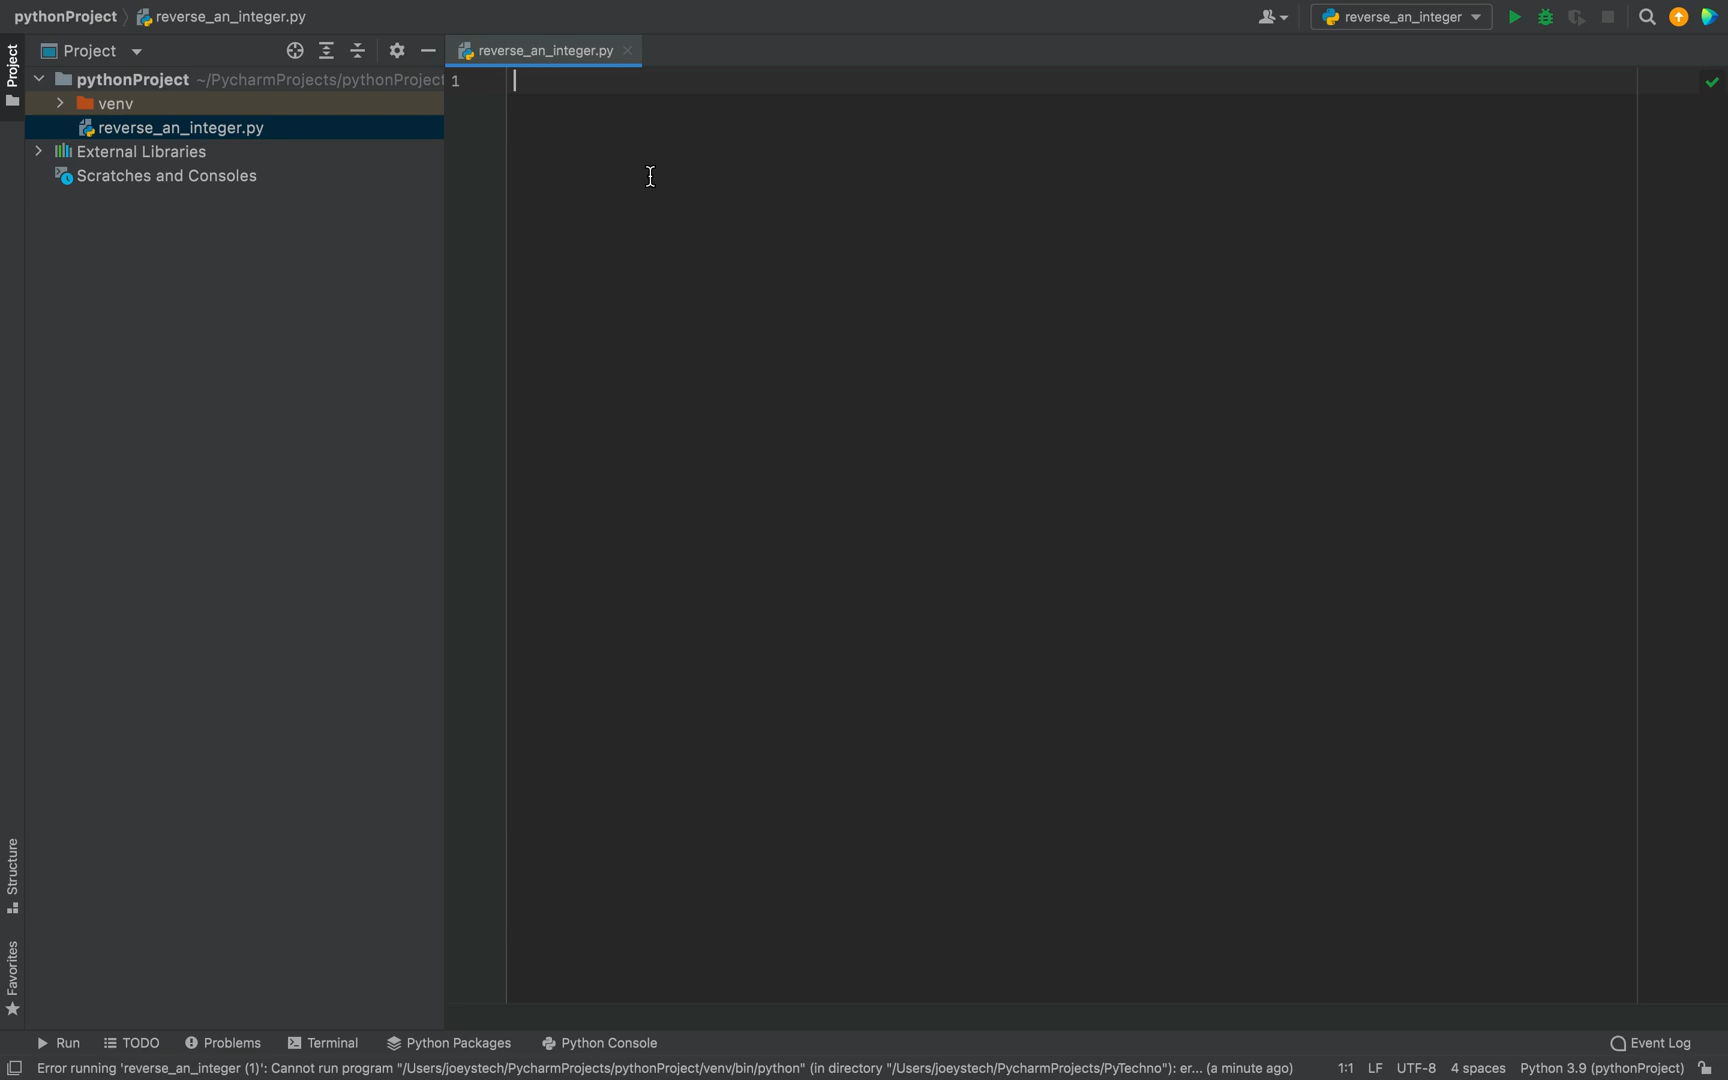 pythonProject reverse_an_integer.py
reverse_an_integer
Project
Project
reverse_an_integer.py
pythonProject ~/PycharmProjects/pythonProject
1
venv
reverse_an_integer.py
External Libraries
Scratches and Consoles
Structure
Favorites
Run TODO Problems Terminal Python Packages Python Console Event Log
Error running 'reverse_an_integer (1)': Cannot run program "/Users/joeystech/PycharmProjects/pythonProject/venv/bin/python" (in directory "/Users/joeystech/PycharmProjects/PyTechno"): er... (a minute ago) 1:1 LF UTF-8 4 spaces Python 3.9 (pythonProject)